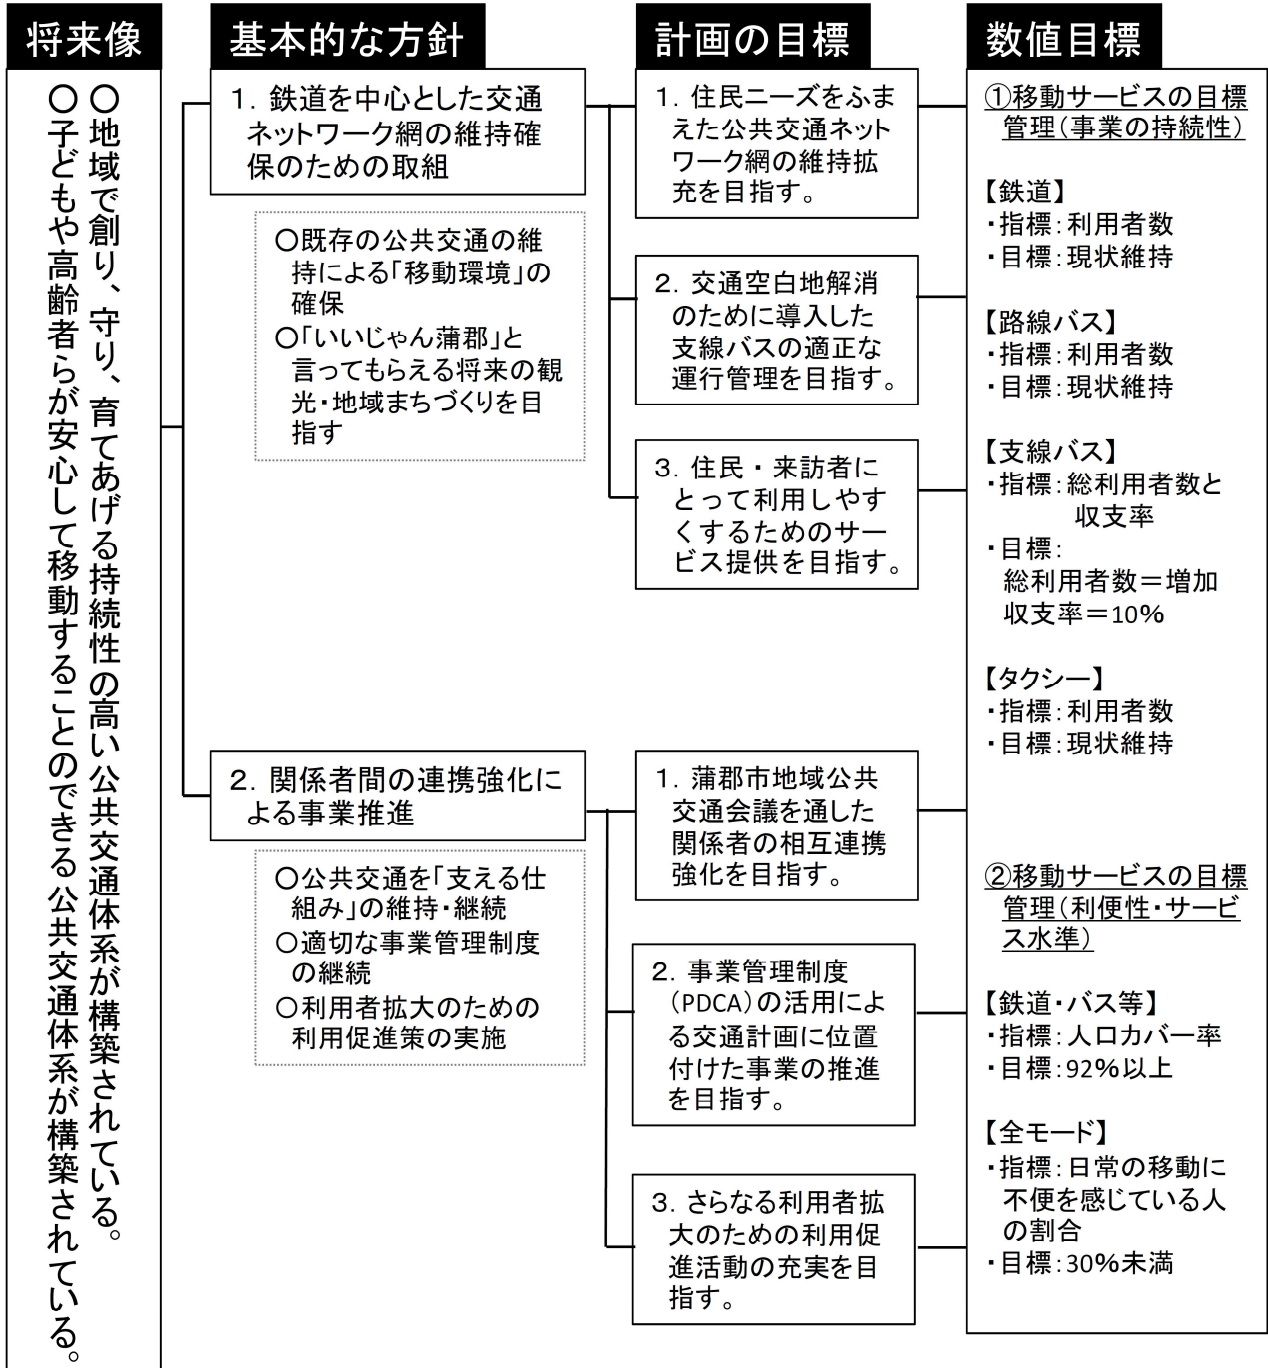 将来像
○地域で創り、守り、育てあげる持続性の高い公共交通体系が構築されている。
○子どもや高齢者らが安心して移動することのできる公共交通体系が構築されている。
基本的な方針
1．鉄道を中心とした交通
ネットワーク網の維持確
保のための取組
○既存の公共交通の維
持による「移動環境」の
確保
○「いいじゃん蒲郡」と
言ってもらえる将来の観
光・地域まちづくりを目
指す
2．関係者間の連携強化に
よる事業推進
○公共交通を「支える仕
組み」の維持・継続
○適切な事業管理制度
の継続
○利用者拡大のための
利用促進策の実施
計画の目標
1．住民ニーズをふま
えた公共交通ネット
ワーク網の維持拡
充を目指す。
2．交通空白地解消
のために導入した
支線バスの適正な
運行管理を目指す。
3．住民・来訪者に
とって利用しやす
くするためのサー
ビス提供を目指す。
1．蒲郡市地域公共
交通会議を通した
関係者の相互連携
強化を目指す。
2．事業管理制度
（PDCA）の活用によ
る交通計画に位置
付けた事業の推進
を目指す。
3．さらなる利用者拡
大のための利用促
進活動の充実を目
指す。
数値目標
①移動サービスの目標
管理（事業の持続性）
【鉄道】
・指標：利用者数
・目標：現状維持
【路線バス】
・指標：利用者数
・目標：現状維持
【支線バス】
・指標：総利用者数と
収支率
・目標：
総利用者数＝増加
収支率＝10％
【タクシー】
・指標：利用者数
・目標：現状維持
②移動サービスの目標
管理（利便性・サービ
ス水準）
【鉄道・バス等】
・指標：人口カバー率
・目標：92％以上
【全モード】
・指標：日常の移動に
不便を感じている人
の割合
・目標：30％未満